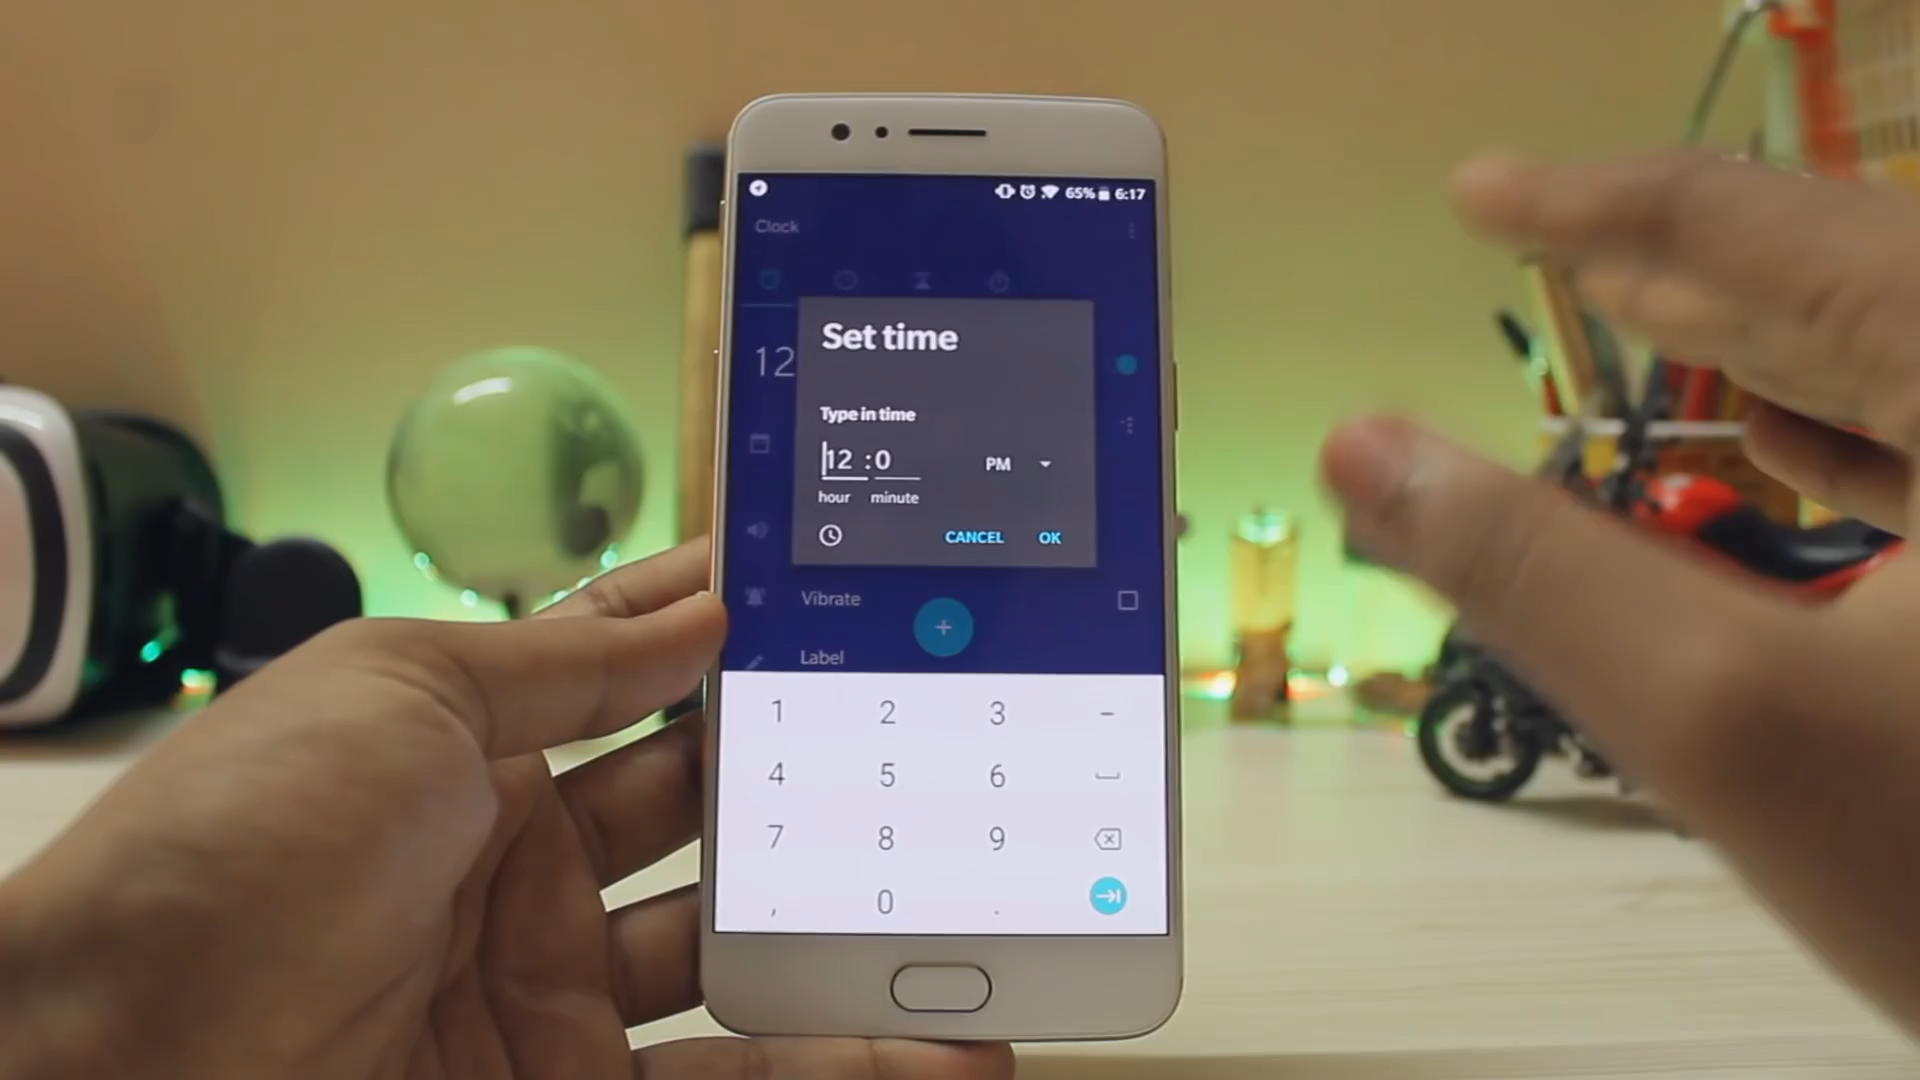 65% 6:17
Clock
Set time
12
Type in time
12 :0 PM
hour minute
CANCEL OK
Vibrate
+
Label
1 2 3 -
4 5 6
7 8 9
, 0 .